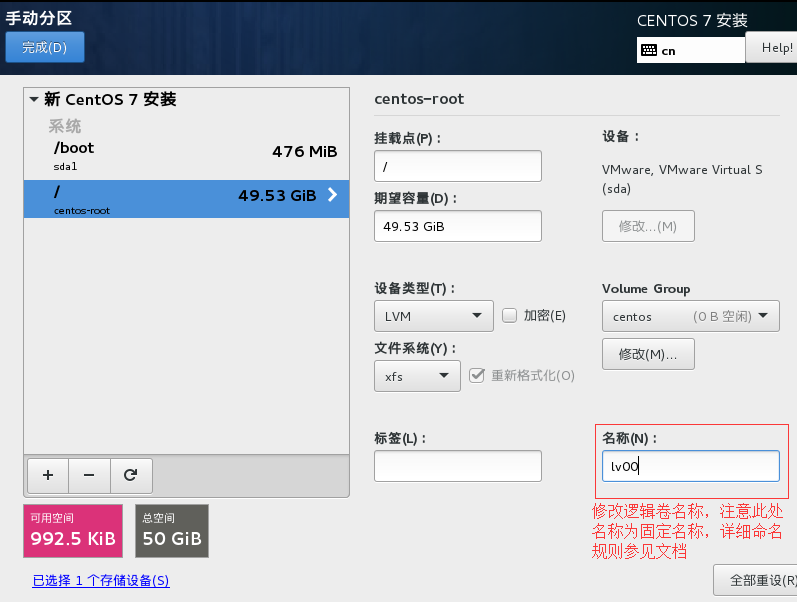 手动分区
CENTOS 7 安装
完成(D)
cn
Help!
新 CentOS 7 安装
系统
/boot
sda1
476 MiB
/
centos-root
49.53 GiB
centos-root
挂载点(P)：
/
期望容量(D)：
49.53 GiB
设备：
VMware, VMware Virtual S
(sda)
修改...(M)
设备类型(T)：
LVM
加密(E)
文件系统(Y)：
xfs
重新格式化(O)
Volume Group
centos
(0 B 空闲)
修改(M)...
标签(L)：
名称(N)：
lv00
修改逻辑卷名称，注意此处
名称为固定名称，详细命名
规则参见文档
可用空间
992.5 KiB
总空间
50 GiB
已选择 1 个存储设备(S)
全部重设(R)